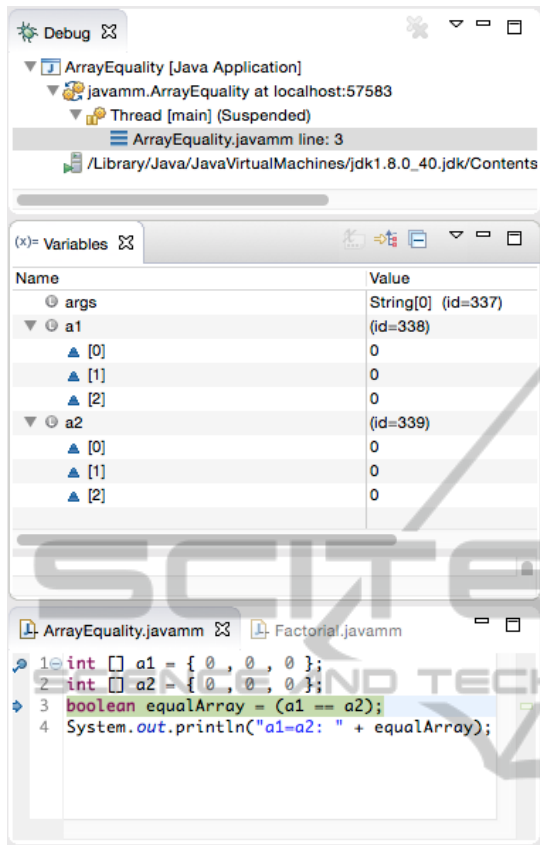 Debug
ArrayEquality [Java Application]
javamm.ArrayEquality at localhost:57583
Thread [main] (Suspended)
ArrayEquality.javamm line: 3
/Library/Java/JavaVirtualMachines/jdk1.8.0_40.jdk/Contents
(x)= Variables
Name Value
args String[0] (id=337)
a1 (id=338)
[0] 0
[1] 0
[2] 0
a2 (id=339)
[0] 0
[1] 0
[2] 0
SCITE
ArrayEquality.javamm Factorial.javamm
1 int [] a1 = { 0 , 0 , 0 };
2 int [] a2 = { 0 , 0 , 0 };
SCIENCE AND TECH
3 boolean equalArray = (a1 == a2);
4 System.out.println("a1=a2: " + equalArray);